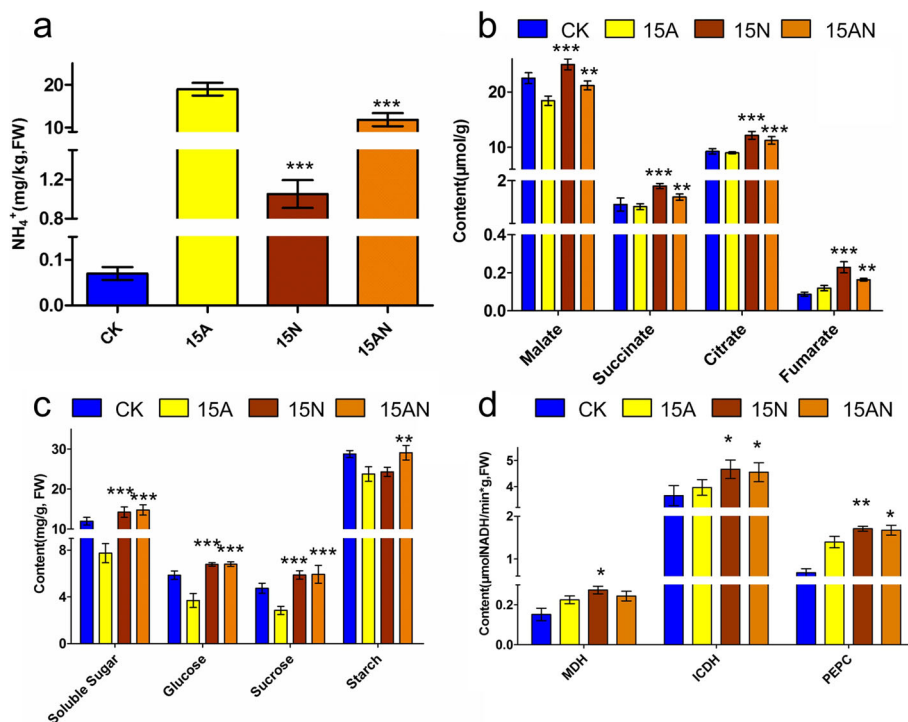 a
NH₄⁺(mg/kg,FW)
20
10
1.2
0.8
0.1
0.0
***
***
CK
15A
15N
15AN
b
CK 15A 15N 15AN
Content(μmol/g)
20
10
2
0.4
0.2
0.0
***
**
***
**
***
***
***
**
Malate
Succinate
Citrate
Fumarate
c
CK 15A 15N 15AN
Content(mg/g, FW)
30
20
10
8
4
0
***
***
***
***
***
***
**
Soluble Sugar
Glucose
Sucrose
Starch
d
CK 15A 15N 15AN
Content(μmolNADH/min*g,FW)
5
4
2
1
0.2
0.0
*
*
*
**
*
MDH
ICDH
PEPC